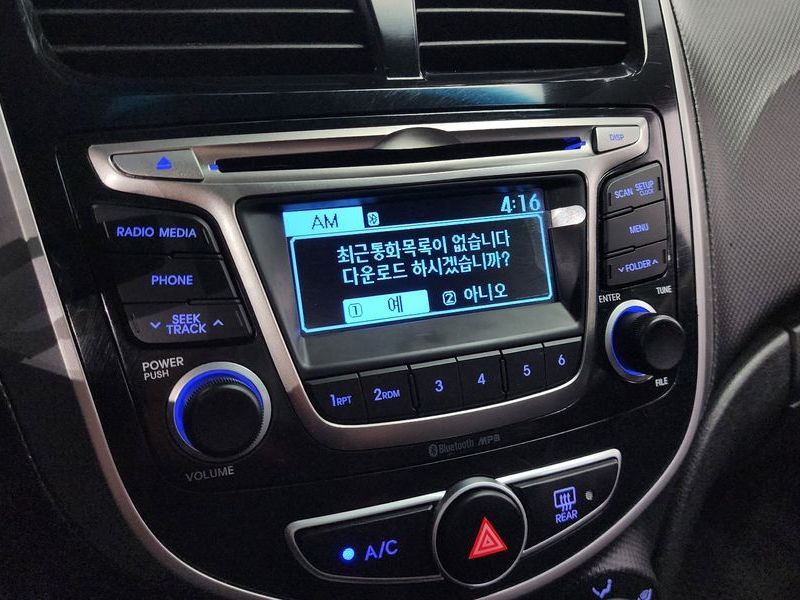 DISP
SCAN SETUP
CLOCK
RADIO MEDIA
AM
4:16
MENU
최근통화목록이 없습니다
다운로드 하시겠습니까?
PHONE
FOLDER
1 예 2 아니오
SEEK
TRACK
ENTER
TUNE
POWER
PUSH
1RPT 2RDM 3 4 5 6
FILE
VOLUME
Bluetooth MP3
A/C
REAR